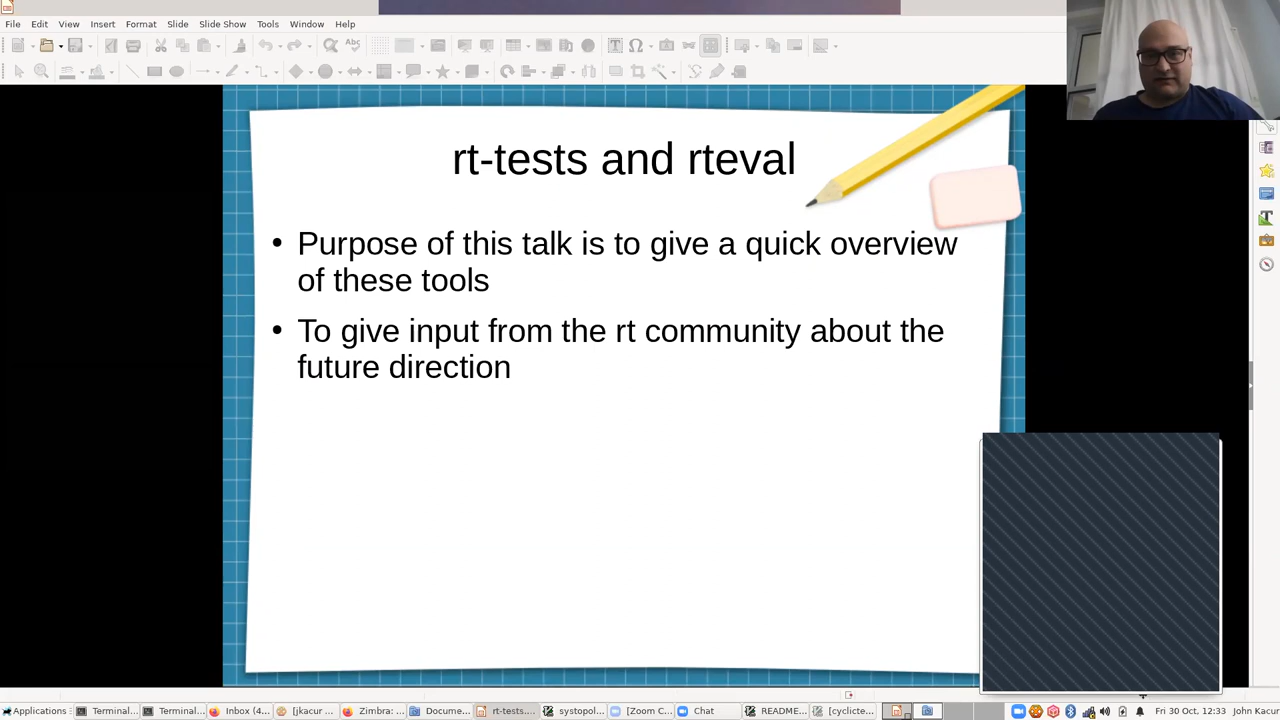 File Edit View Insert Format Slide Slide Show Tools Window Help
Abc
rt-tests and rteval
• Purpose of this talk is to give a quick overview
of these tools
• To give input from the rt community about the
future direction
Applications Terminal... Terminal... Inbox (4... [jkacur ... Zimbra: ... Docume... rt-tests.... systopol... [Zoom C... Chat README... [cyclicte... Fri 30 Oct, 12:33 John Kacur